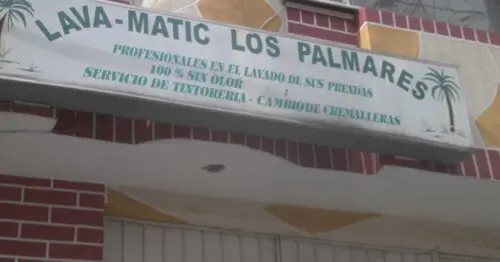 LAVA-MATIC LOS PALMARES
PROFESIONALES EN EL LAVADO DE SUS PRENDAS
100 % SIN OLOR :
SERVICIO DE TINTORERIA - CAMBIO DE CREMALLERAS